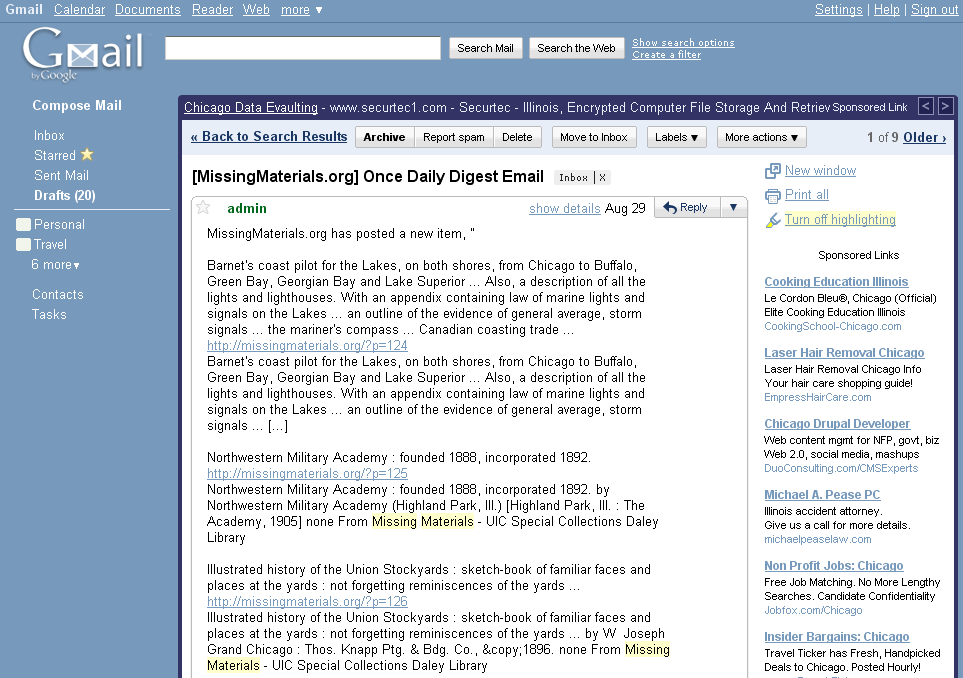 Gmail Calendar Documents Reader Web more ▼
Settings | Help | Sign out
Gmail
by Google
Search Mail Search the Web
Show search options
Create a filter
Compose Mail
Inbox
Starred
Sent Mail
Drafts (20)
Personal
Travel
6 more▼
Contacts
Tasks
Chicago Data Evaulting - www.securtec1.com - Securtec - Illinois, Encrypted Computer File Storage And Retriev Sponsored Link < >
« Back to Search Results Archive Report spam Delete Move to Inbox Labels ▼ More actions ▼ 1 of 9 Older ›
[MissingMaterials.org] Once Daily Digest Email Inbox | X
admin show details Aug 29 Reply ▼
MissingMaterials.org has posted a new item, "
Barnet's coast pilot for the Lakes, on both shores, from Chicago to Buffalo,
Green Bay, Georgian Bay and Lake Superior ... Also, a description of all the
lights and lighthouses. With an appendix containing law of marine lights and
signals on the Lakes ... an outline of the evidence of general average, storm
signals ... the mariner's compass ... Canadian coasting trade ...
http://missingmaterials.org/?p=124
Barnet's coast pilot for the Lakes, on both shores, from Chicago to Buffalo,
Green Bay, Georgian Bay and Lake Superior ... Also, a description of all the
lights and lighthouses. With an appendix containing law of marine lights and
signals on the Lakes ... an outline of the evidence of general average, storm
signals ... [...]
Northwestern Military Academy : founded 1888, incorporated 1892.
http://missingmaterials.org/?p=125
Northwestern Military Academy : founded 1888, incorporated 1892. by
Northwestern Military Academy (Highland Park, Ill.) [Highland Park, Ill. : The
Academy, 1905] none From Missing Materials - UIC Special Collections Daley
Library
Illustrated history of the Union Stockyards : sketch-book of familiar faces and
places at the yards : not forgetting reminiscences of the yards ...
http://missingmaterials.org/?p=126
Illustrated history of the Union Stockyards : sketch-book of familiar faces and
places at the yards : not forgetting reminiscences of the yards ... by W Joseph
Grand Chicago : Thos. Knapp Ptg. & Bdg. Co., &copy;1896. none From Missing
Materials - UIC Special Collections Daley Library
New window
Print all
Turn off highlighting
Sponsored Links
Cooking Education Illinois
Le Cordon Bleu®, Chicago (Official)
Elite Cooking Education Illinois
CookingSchool-Chicago.com
Laser Hair Removal Chicago
Laser Hair Removal Chicago Info
Your hair care shopping guide!
EmpressHairCare.com
Chicago Drupal Developer
Web content mgmt for NFP, govt, biz
Web 2.0, social media, mashups
DuoConsulting.com/CMSExperts
Michael A. Pease PC
Illinois accident attorney.
Give us a call for more details.
michaelpeaselaw.com
Non Profit Jobs: Chicago
Free Job Matching. No More Lengthy
Searches. Candidate Confidentiality
Jobfox.com/Chicago
Insider Bargains: Chicago
Travel Ticker has Fresh, Handpicked
Deals to Chicago. Posted Hourly!